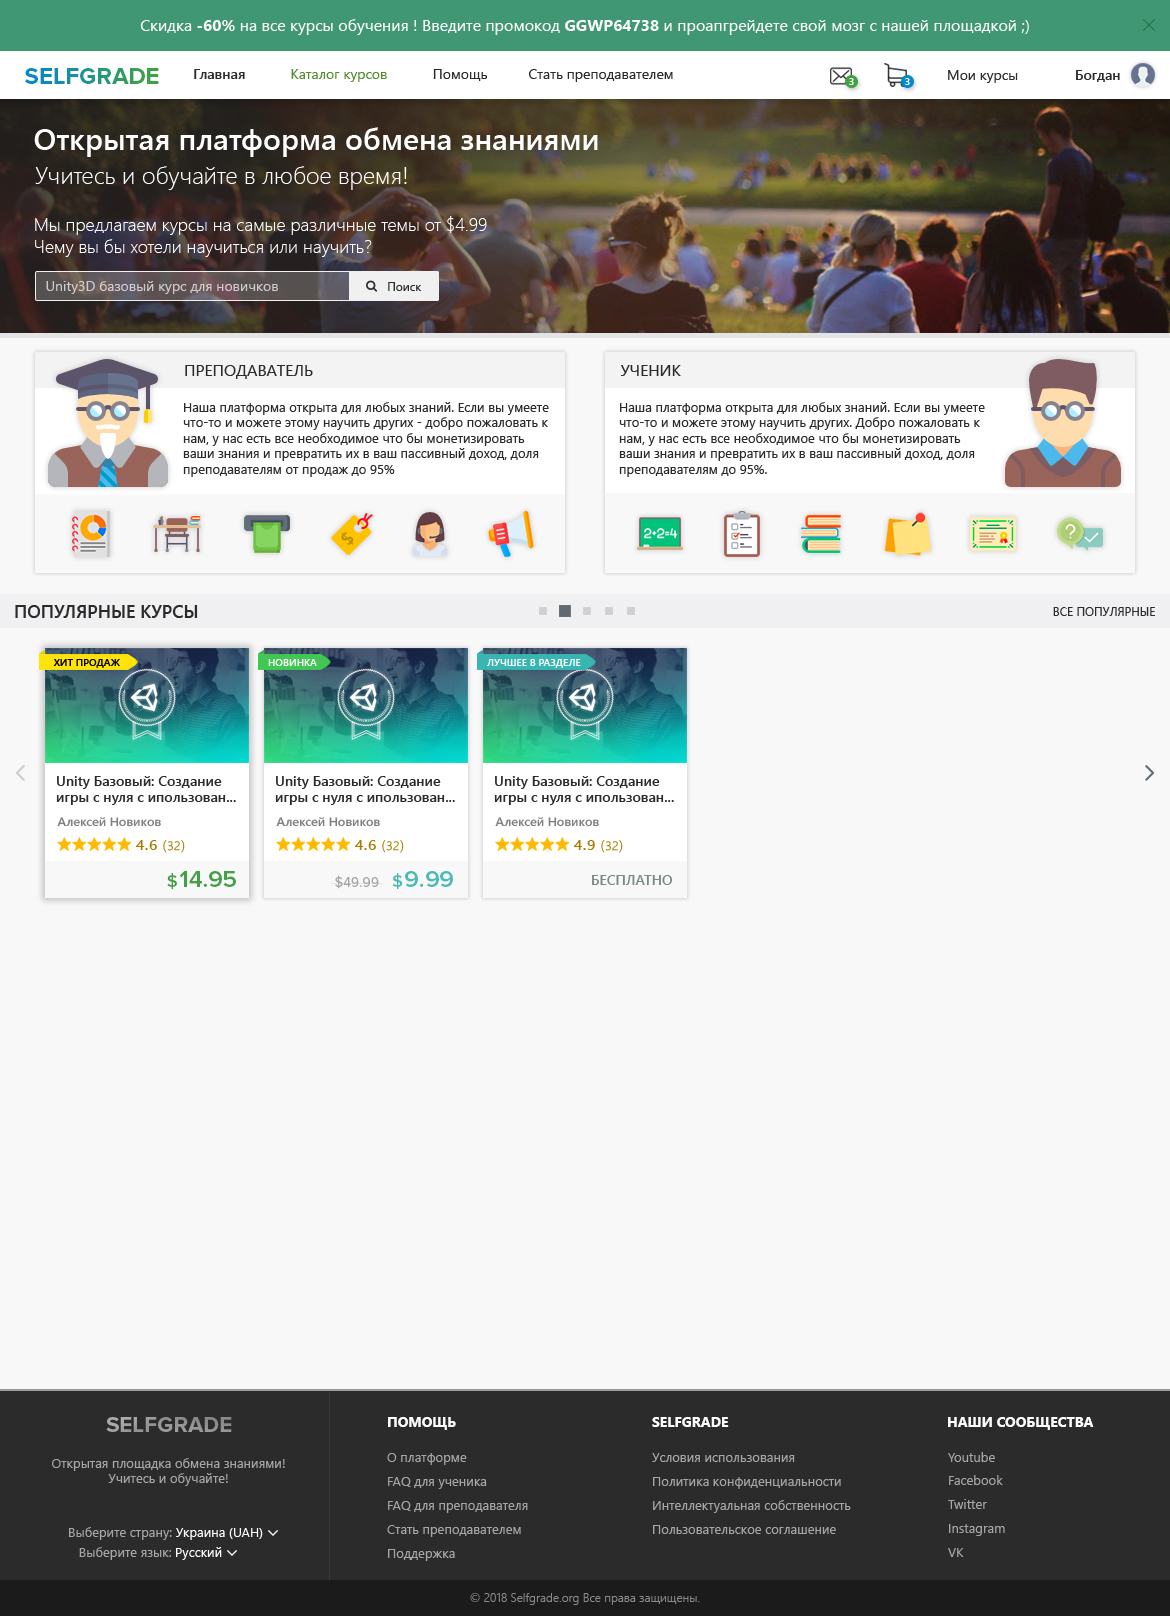 Скидка -60% на все курсы обучения ! Введите промокод GGWP64738 и проапгрейдете свой мозг с нашей площадкой ;)
SELFGRADE
Главная
Каталог курсов
Помощь
Стать преподавателем
3
3
Мои курсы
Богдан
Открытая платформа обмена знаниями
Учитесь и обучайте в любое время!
Мы предлагаем курсы на самые различные темы от $4.99
Чему вы бы хотели научиться или научить?
Unity3D базовый курс для новичков
Поиск
ПРЕПОДАВАТЕЛЬ
Наша платформа открыта для любых знаний. Если вы умеете
что-то и можете этому научить других - добро пожаловать к
нам, у нас есть все необходимое что бы монетизировать
ваши знания и превратить их в ваш пассивный доход, доля
преподавателям от продаж до 95%
$
УЧЕНИК
Наша платформа открыта для любых знаний. Если вы умеете
что-то и можете этому научить других. Добро пожаловать к
нам, у нас есть все необходимое что бы монетизировать
ваши знания и превратить их в ваш пассивный доход, доля
преподавателям до 95%.
2+2=4
?
ПОПУЛЯРНЫЕ КУРСЫ
ВСЕ ПОПУЛЯРНЫЕ
ХИТ ПРОДАЖ
Unity Базовый: Создание
игры с нуля с ипользован...
Алексей Новиков
4.6 (32)
$14.95
НОВИНКА
Unity Базовый: Создание
игры с нуля с ипользован...
Алексей Новиков
4.6 (32)
$49.99 $9.99
ЛУЧШЕЕ В РАЗДЕЛЕ
Unity Базовый: Создание
игры с нуля с ипользован...
Алексей Новиков
4.9 (32)
БЕСПЛАТНО
SELFGRADE
Открытая площадка обмена знаниями!
Учитесь и обучайте!
Выберите страну: Украина (UAH)
Выберите язык: Русский
ПОМОЩЬ
О платформе
FAQ для ученика
FAQ для преподавателя
Стать преподавателем
Поддержка
SELFGRADE
Условия использования
Политика конфиденциальности
Интеллектуальная собственность
Пользовательское соглашение
НАШИ СООБЩЕСТВА
Youtube
Facebook
Twitter
Instagram
VK
© 2018 Selfgrade.org Все права защищены.